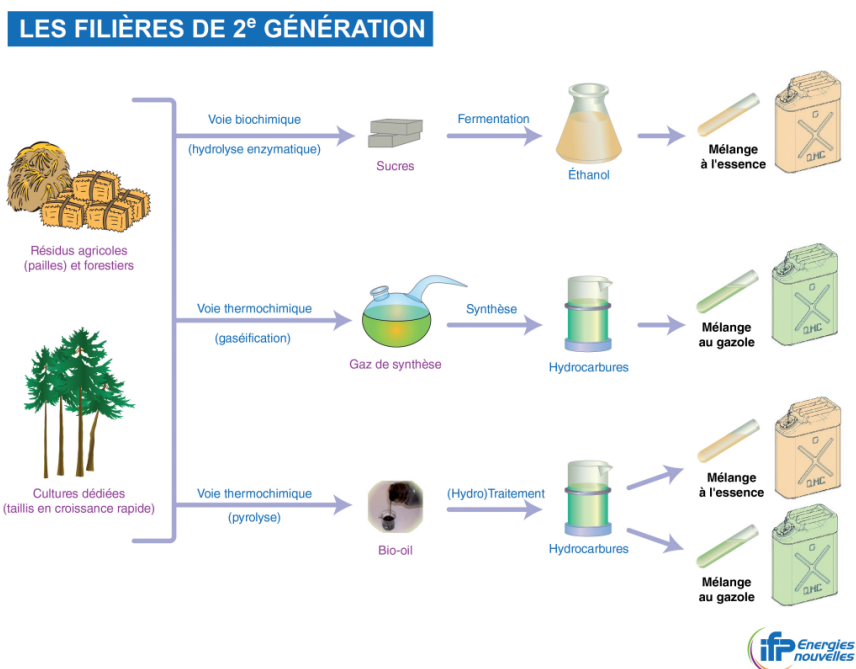 LES FILIÈRES DE 2e GÉNÉRATION
Résidus agricoles
(pailles) et forestiers
Cultures dédiées
(taillis en croissance rapide)
Voie biochimique
(hydrolyse enzymatique)
Sucres
Fermentation
Éthanol
Mélange
à l'essence
Voie thermochimique
(gaséification)
Gaz de synthèse
Synthèse
Hydrocarbures
Mélange
au gazole
Voie thermochimique
(pyrolyse)
Bio-oil
(Hydro)Traitement
Hydrocarbures
Mélange
à l'essence
Mélange
au gazole
ifp Energies
nouvelles